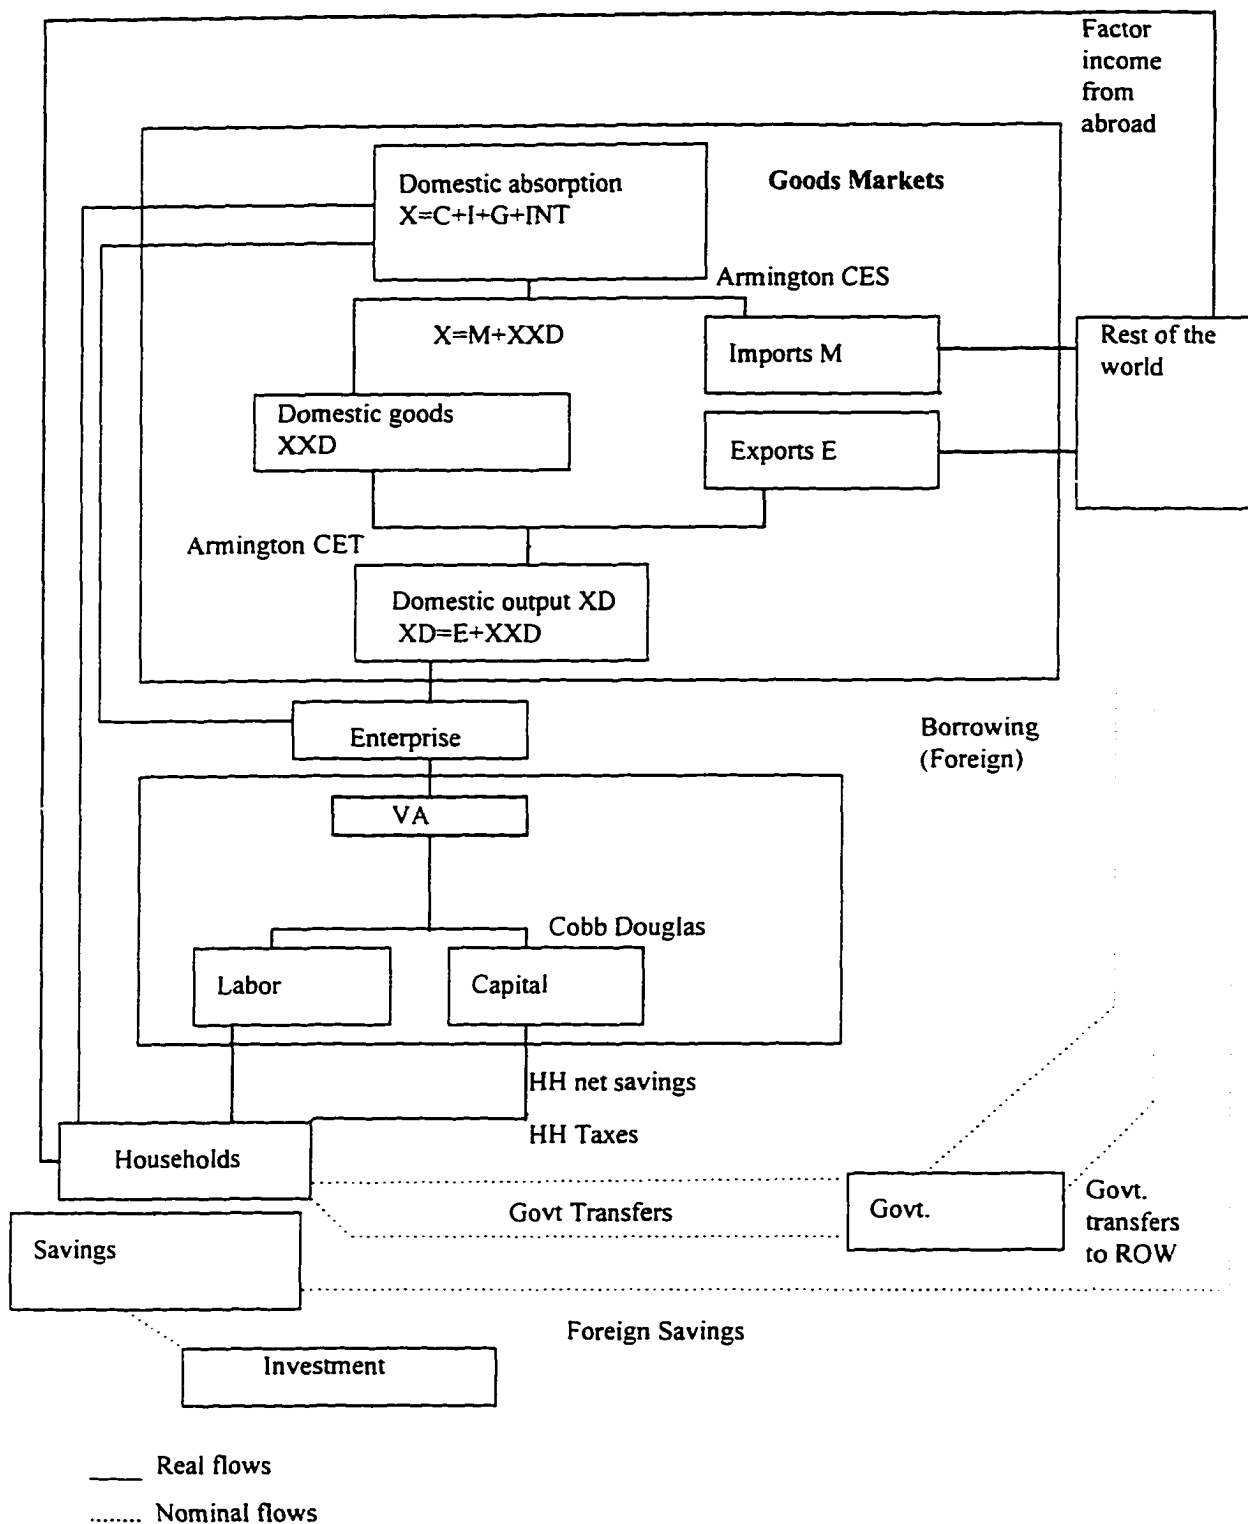 Factor
income
from
abroad
Goods Markets
Domestic absorption
X=C+I+G+INT
Armington CES
X=M+XXD
Imports M
Rest of the
world
Domestic goods
XXD
Exports E
Armington CET
Domestic output XD
XD=E+XXD
Enterprise
Borrowing
(Foreign)
VA
Cobb Douglas
Labor
Capital
HH net savings
HH Taxes
Households
Govt Transfers
Govt.
Govt.
transfers
to ROW
Savings
Foreign Savings
Investment
Real flows
Nominal flows